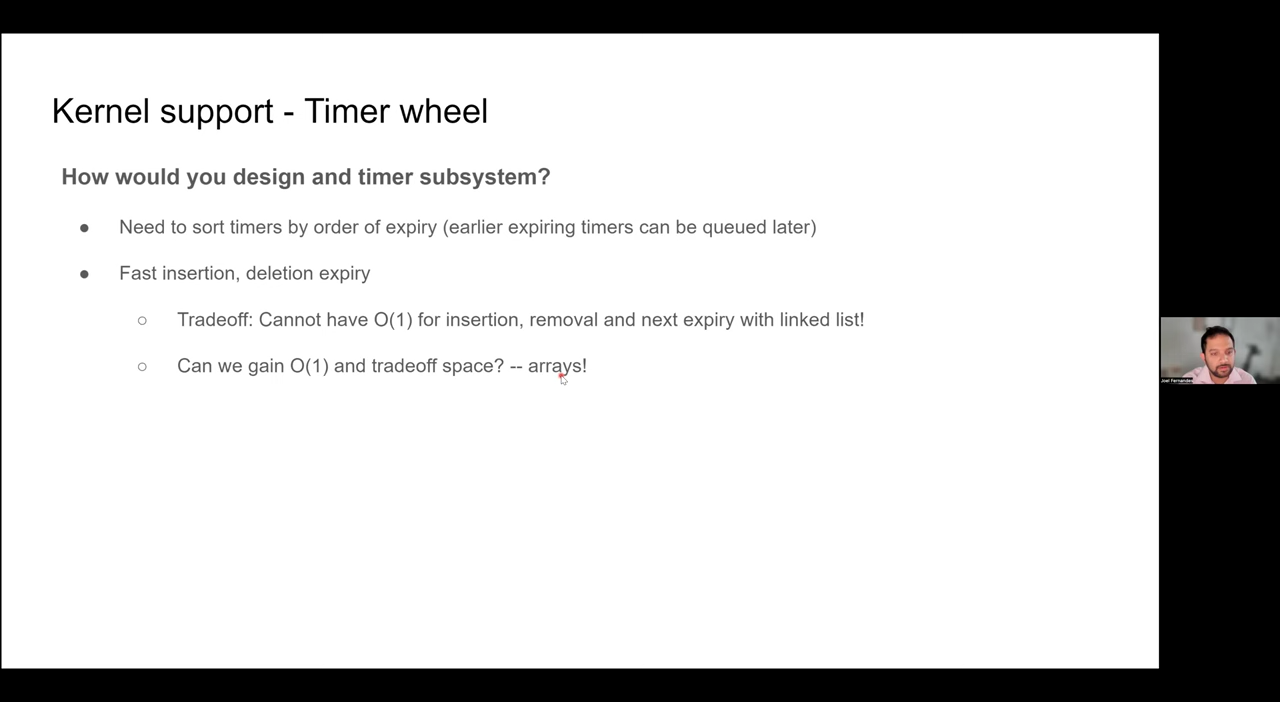 Kernel support - Timer wheel
How would you design and timer subsystem?
● Need to sort timers by order of expiry (earlier expiring timers can be queued later)
● Fast insertion, deletion expiry
○ Tradeoff: Cannot have O(1) for insertion, removal and next expiry with linked list!
○ Can we gain O(1) and tradeoff space? -- arrays!
Joel Fernandes